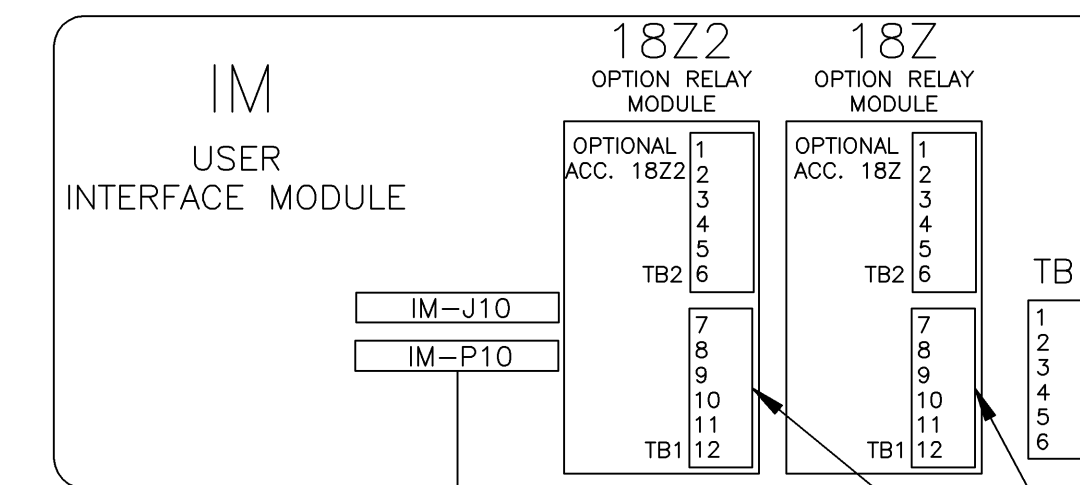 IM
USER
INTERFACE MODULE
IM-J10
IM-P10
18Z2
OPTION RELAY
MODULE
OPTIONAL
ACC. 18Z2
TB2
1
2
3
4
5
6
TB1
7
8
9
10
11
12
18Z
OPTION RELAY
MODULE
OPTIONAL
ACC. 18Z
TB2
1
2
3
4
5
6
TB1
7
8
9
10
11
12
TB
1
2
3
4
5
6